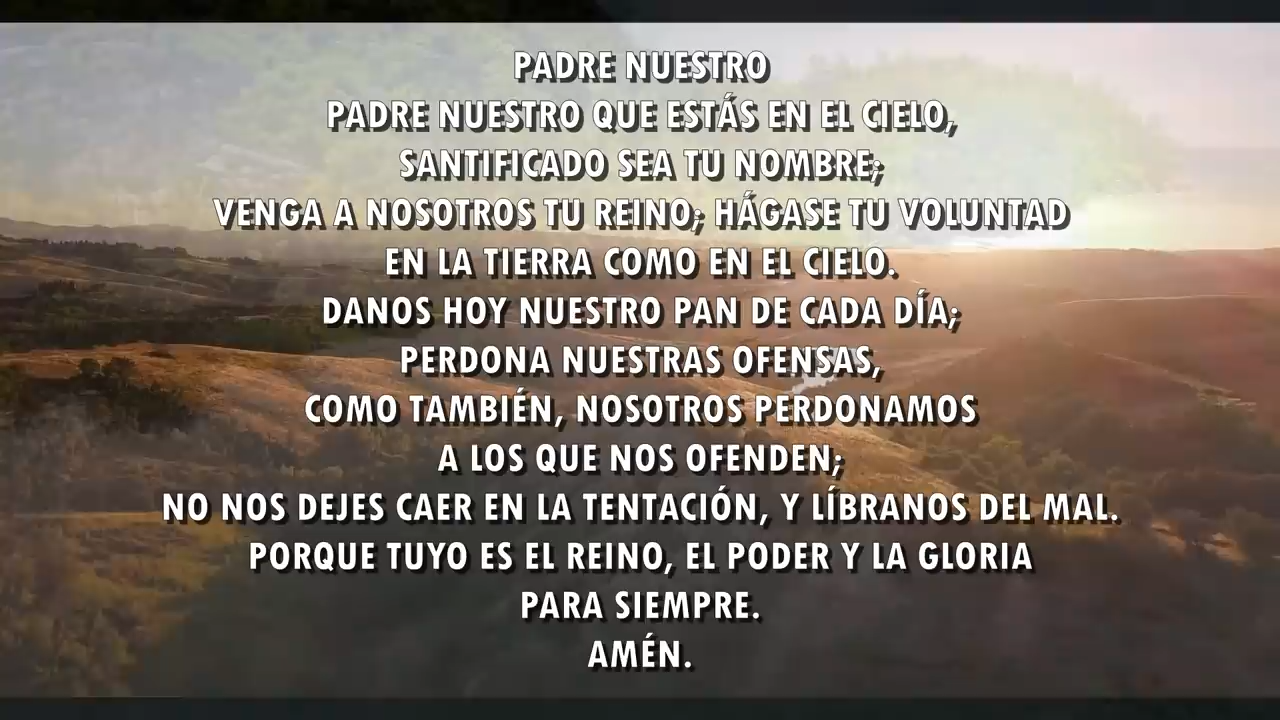 PADRE NUESTRO
PADRE NUESTRO QUE ESTÁS EN EL CIELO,
SANTIFICADO SEA TU NOMBRE;
VENGA A NOSOTROS TU REINO; HÁGASE TU VOLUNTAD
EN LA TIERRA COMO EN EL CIELO.
DANOS HOY NUESTRO PAN DE CADA DÍA;
PERDONA NUESTRAS OFENSAS,
COMO TAMBIÉN, NOSOTROS PERDONAMOS
A LOS QUE NOS OFENDEN;
NO NOS DEJES CAER EN LA TENTACIÓN, Y LÍBRANOS DEL MAL.
PORQUE TUYO ES EL REINO, EL PODER Y LA GLORIA
PARA SIEMPRE.
AMÉN.